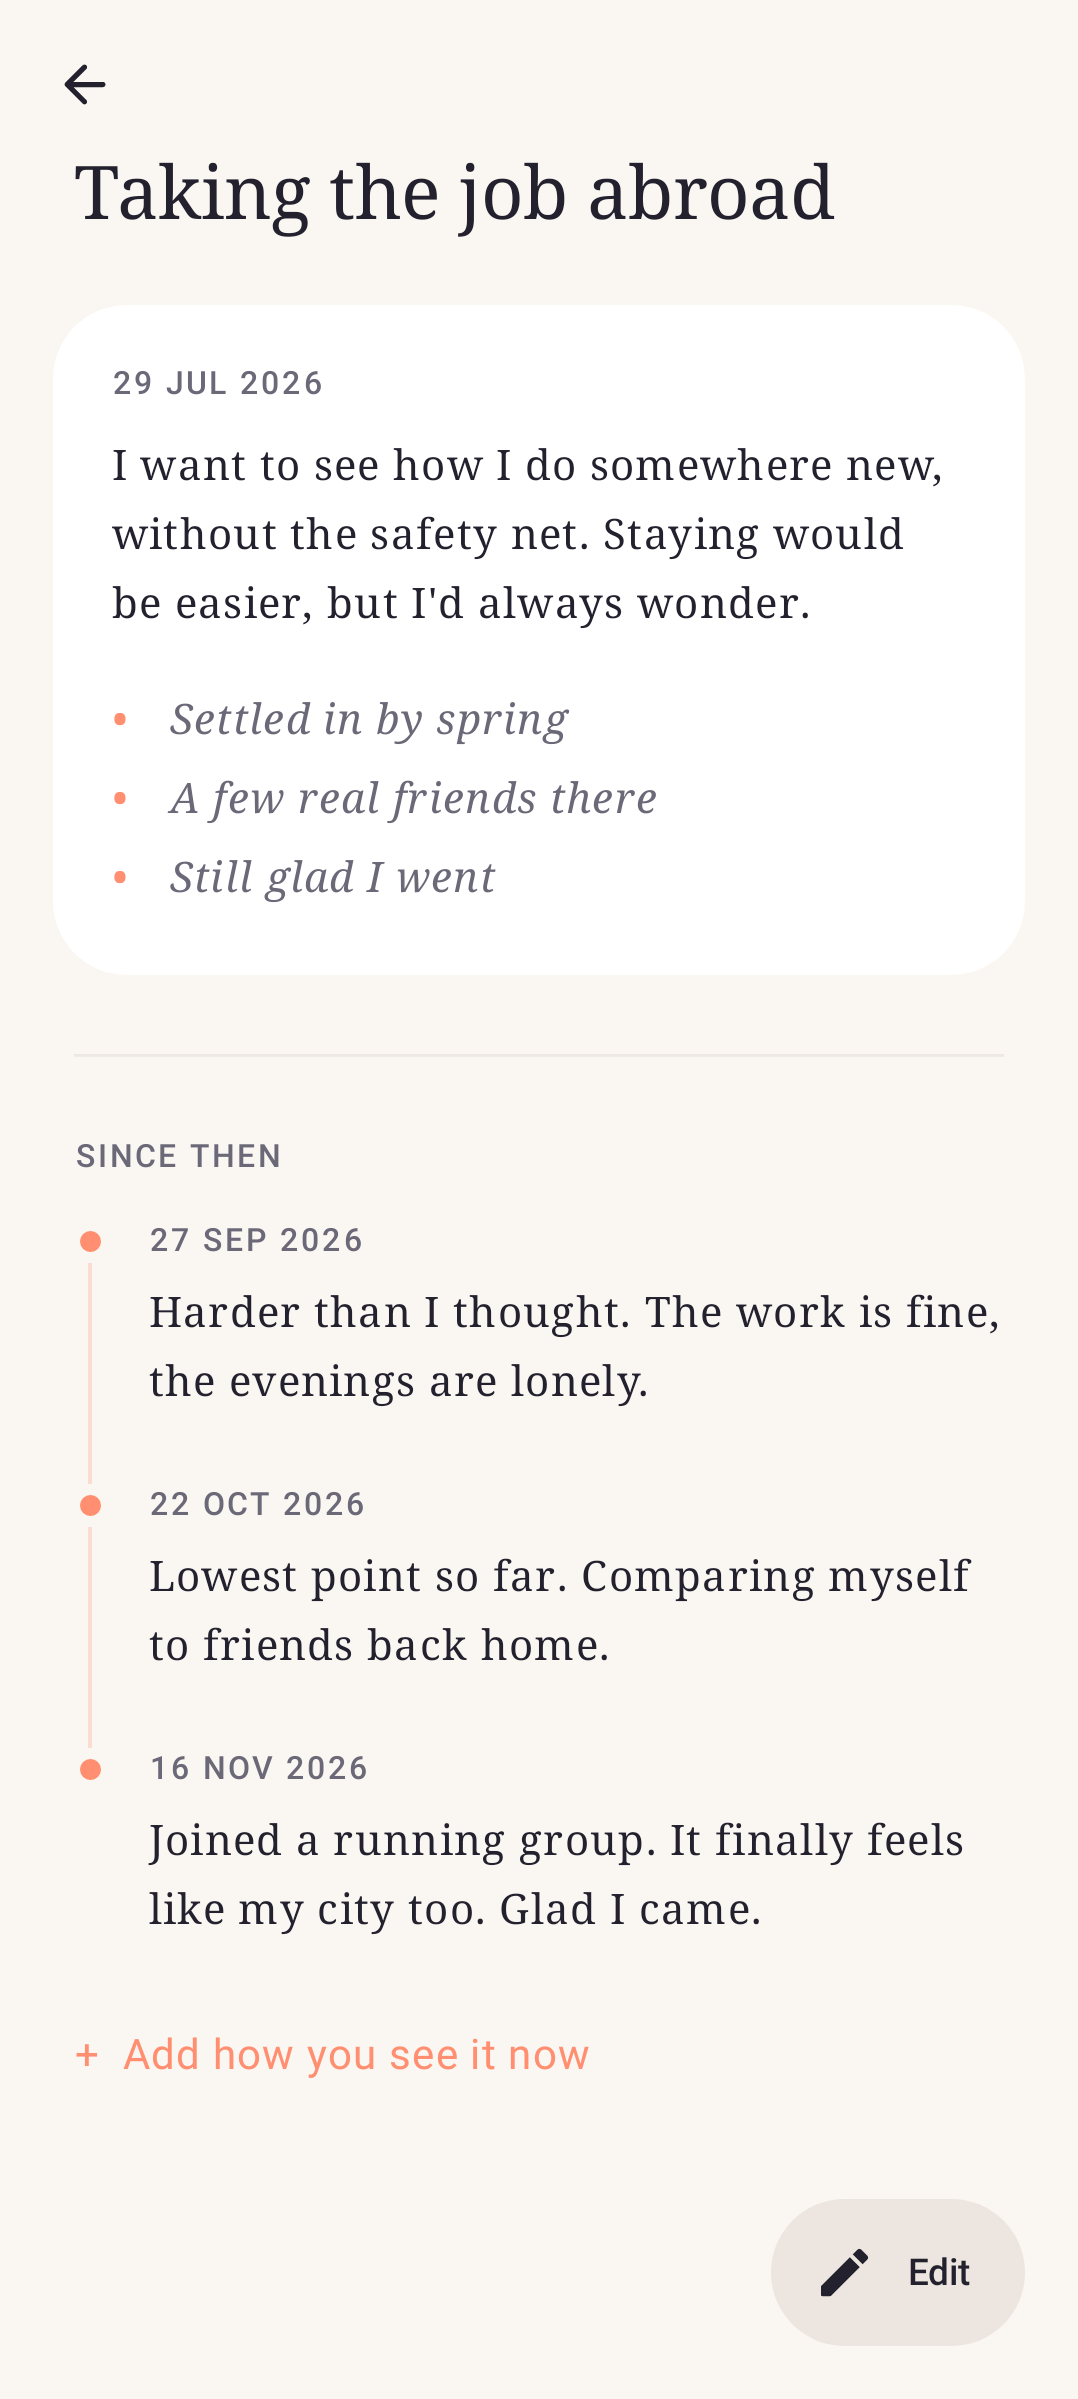 Taking the job abroad
29 JUL 2026
I want to see how I do somewhere new,
without the safety net. Staying would
be easier, but I'd always wonder.
• Settled in by spring
• A few real friends there
• Still glad I went
SINCE THEN
27 SEP 2026
Harder than I thought. The work is fine,
the evenings are lonely.
22 OCT 2026
Lowest point so far. Comparing myself
to friends back home.
16 NOV 2026
Joined a running group. It finally feels
like my city too. Glad I came.
+ Add how you see it now
Edit